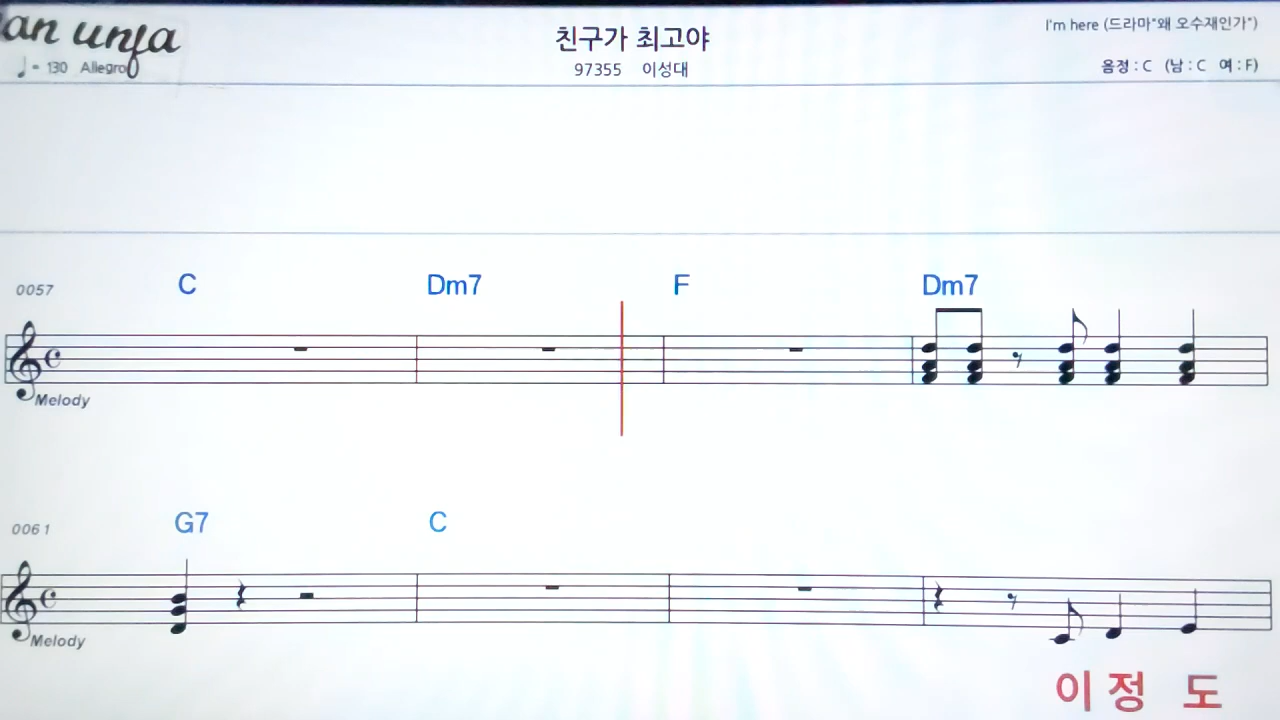 an unfa
♩= 130 Allegro
친구가 최고야
97355 이성대
I'm here (드라마"왜 오수재인가")
음정 : C (남 : C 여 : F)
0057 C Dm7 F Dm7
Melody
0061 G7 C
Melody
이 정 도